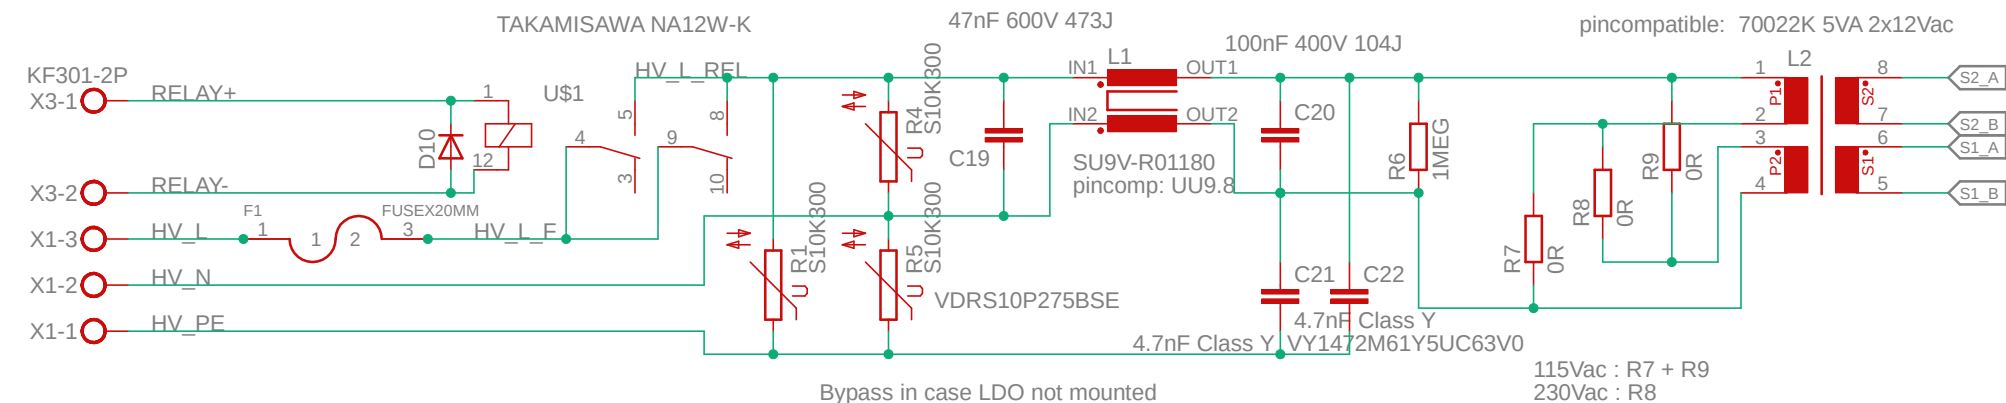 TAKAMISAWA NA12W-K
47nF 600V 473J
100nF 400V 104J
pincompatible: 70022K 5VA 2x12Vac
KF301-2P
X3-1
RELAY+
1
12
D10
X3-2
RELAY-
U$1
HV_L_REL
5
4
3
8
9
10
X1-3
HV_L
F1
1
1
2
FUSEX20MM
3
HV_L_F
X1-2
HV_N
X1-1
HV_PE
R4
S10K300
U
R1
S10K300
U
R5
S10K300
U
VDRS10P275BSE
C19
L1
IN1
OUT1
IN2
OUT2
SU9V-R01180
pincomp: UU9.8
C20
R6
1MEG
C21
C22
4.7nF Class Y
4.7nF Class Y
VY1472M61Y5UC63V0
R7
0R
R8
0R
R9
0R
L2
1
2
3
4
P1
P2
S2
S1
8
7
6
5
S2_A
S2_B
S1_A
S1_B
Bypass in case LDO not mounted
115Vac : R7 + R9
230Vac : R8